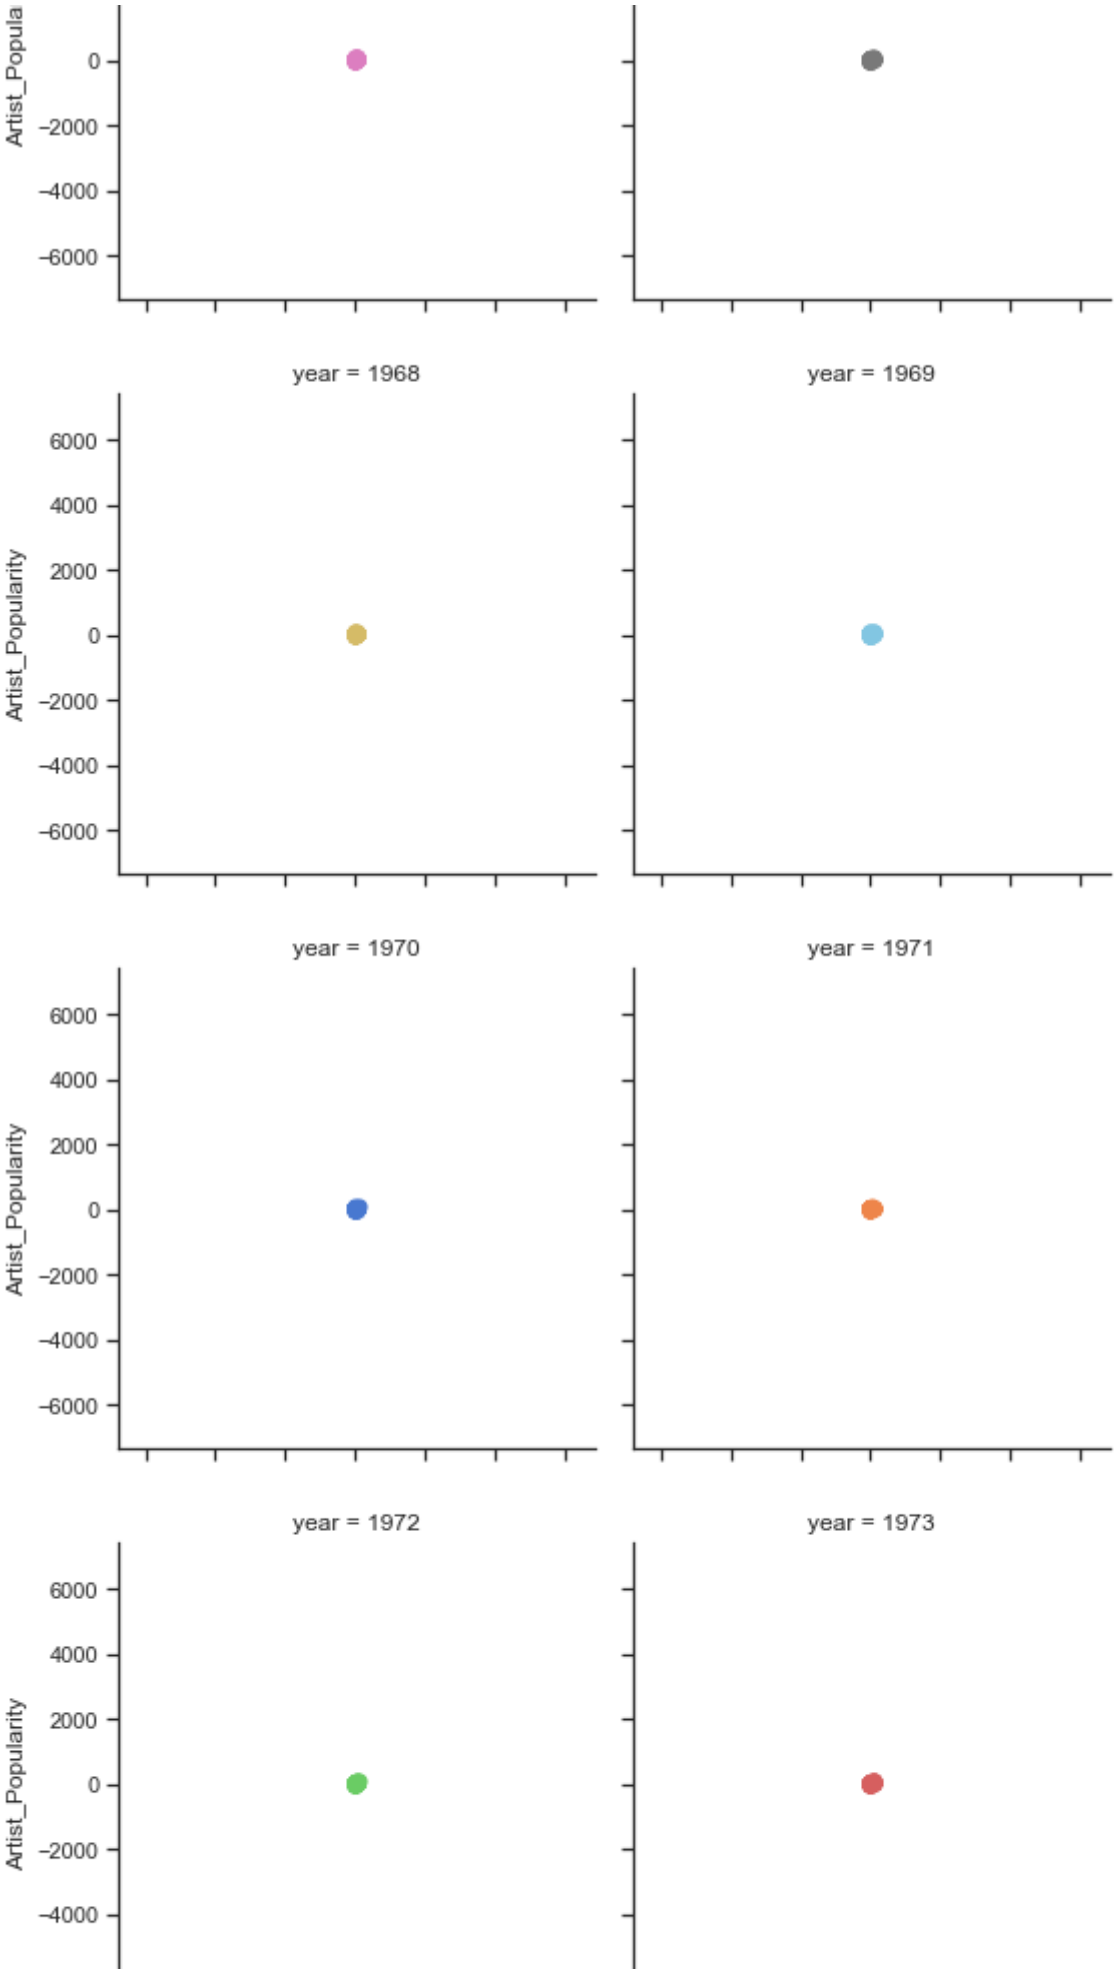 Artist_Popula
0
−2000
−4000
−6000
year = 1968
year = 1969
Artist_Popularity
6000
4000
2000
0
−2000
−4000
−6000
year = 1970
year = 1971
Artist_Popularity
6000
4000
2000
0
−2000
−4000
−6000
year = 1972
year = 1973
Artist_Popularity
6000
4000
2000
0
−2000
−4000